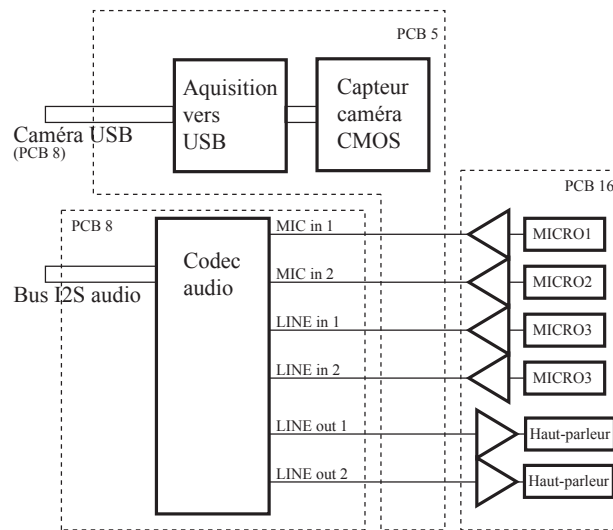 PCB 5
Aquisition
vers
USB
Capteur
caméra
CMOS
Caméra USB
(PCB 8)
PCB 16
PCB 8
Codec
audio
Bus I2S audio
MIC in 1
MICRO1
MIC in 2
MICRO2
LINE in 1
MICRO3
LINE in 2
MICRO3
LINE out 1
Haut-parleur
LINE out 2
Haut-parleur